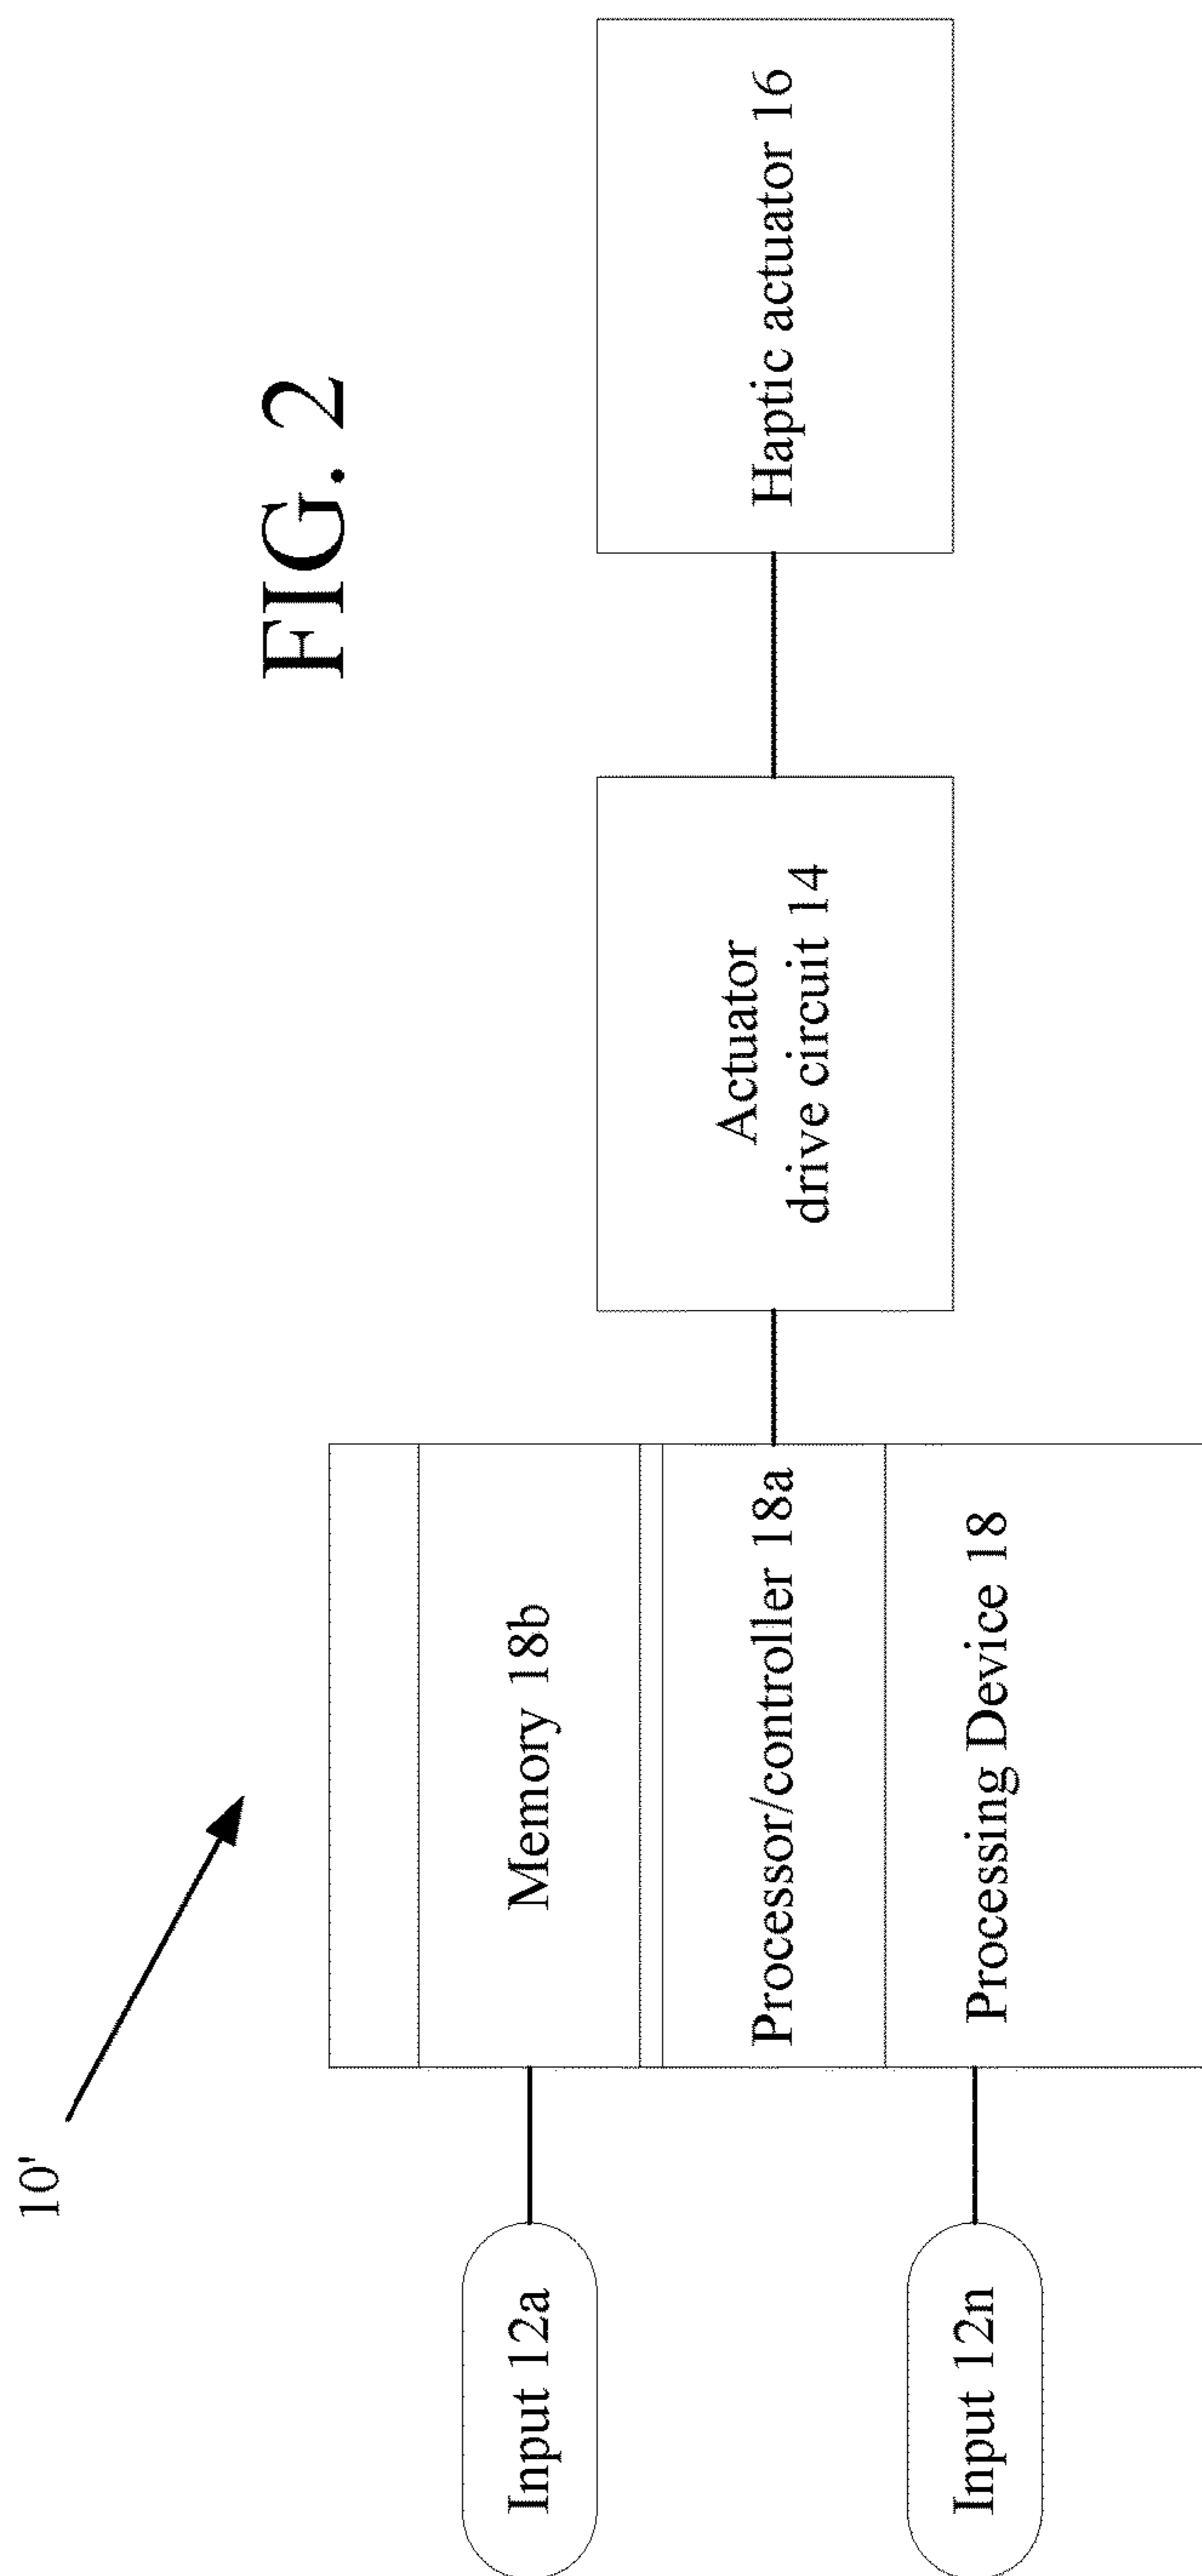 10'
Input 12a
Input 12n
Memory 18b
Processor/controller 18a
Processing Device 18
Actuator
drive circuit 14
Haptic actuator 16
FIG. 2